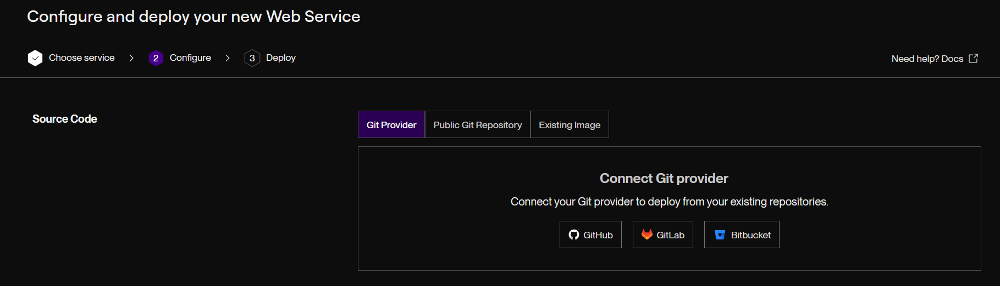 Configure and deploy your new Web Service
Choose service
2 Configure
3 Deploy
Need help? Docs
Source Code
Git Provider
Public Git Repository
Existing Image
Connect Git provider
Connect your Git provider to deploy from your existing repositories.
GitHub
GitLab
Bitbucket